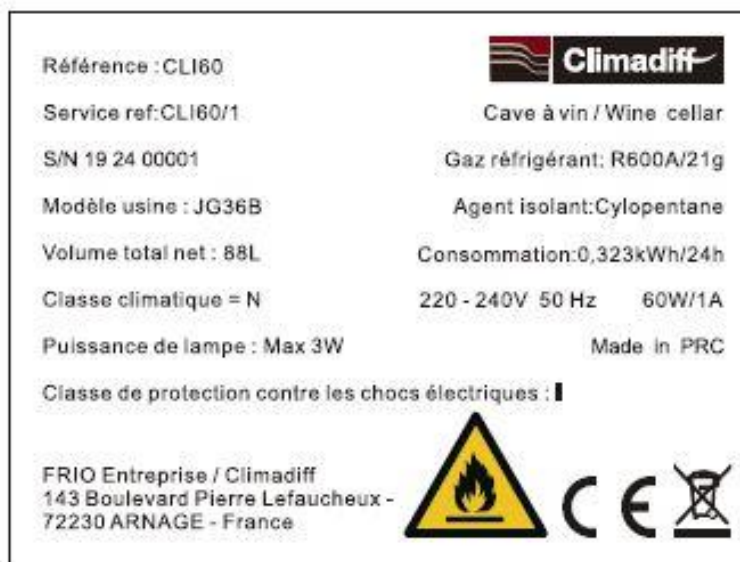 Climadiff
Référence : CLI60
Service ref:CLI60/1
Cave à vin / Wine cellar
S/N 19 24 00001
Gaz réfrigérant: R600A/21g
Modèle usine : JG36B
Agent isolant:Cylopentane
Volume total net : 88L
Consommation:0,323kWh/24h
Classe climatique = N
220 - 240V 50 Hz 60W/1A
Puissance de lampe : Max 3W
Made in PRC
Classe de protection contre les chocs électriques : I
FRIO Entreprise / Climadiff
143 Boulevard Pierre Lefaucheux -
72230 ARNAGE - France
CE